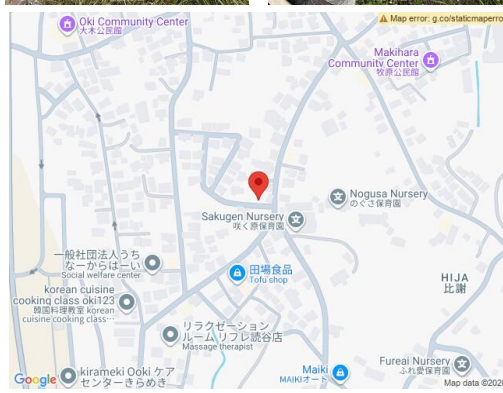 Oki Community Center
大木公民館
Map error: g.co/staticmaperro
Makihara
Community Center
牧原公民館
Nogusa Nursery
のぐさ保育園
Sakugen Nursery
咲く原保育園
一般社団法人うち
なーからはーい
Social welfare center
田場食品
Tofu shop
korean cuisine
cooking class oki123
韓国料理教室 korean
cuisine cooking class…
HIJA
比謝
リラクゼーション
ルーム リフレ読谷店
Massage therapist
Maiki
MAIKIオート
Fureai Nursery
ふれ愛保育園
kirameki Ooki ケア
センターきらめき
Google
Map data ©2026